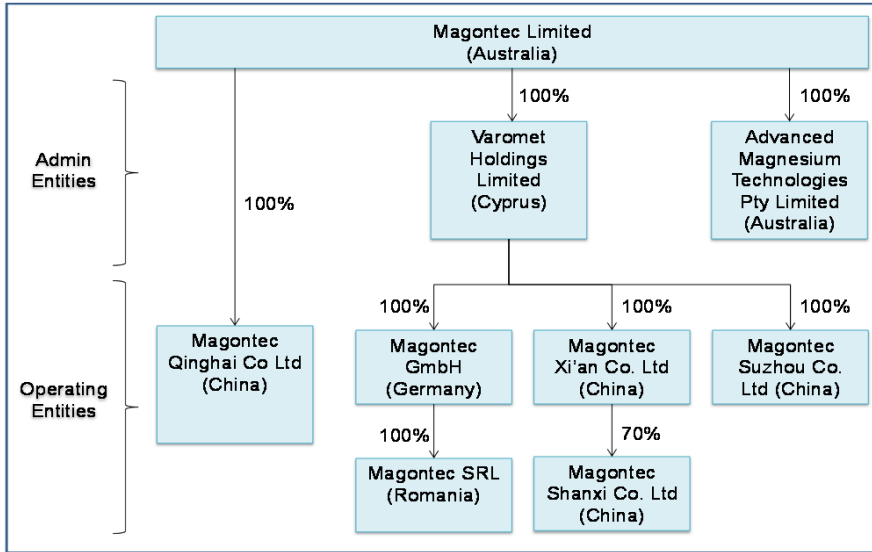 Magontec Limited
(Australia)
100%
100%
100%
Admin
Entities
Varomet
Holdings
Limited
(Cyprus)
Advanced
Magnesium
Technologies
Pty Limited
(Australia)
100%
100%
100%
Operating
Entities
Magontec
Qinghai Co Ltd
(China)
Magontec
GmbH
(Germany)
Magontec
Xi'an Co. Ltd
(China)
Magontec
Suzhou Co.
Ltd (China)
100%
70%
Magontec SRL
(Romania)
Magontec
Shanxi Co. Ltd
(China)